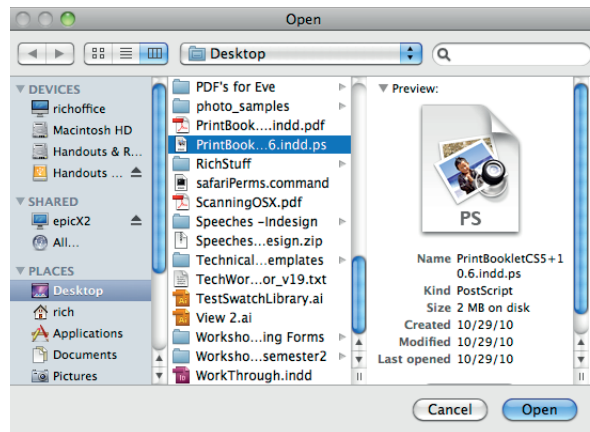 Open
Desktop
DEVICES
richoffice
Macintosh HD
Handouts & R...
Handouts ...
SHARED
epicX2
All...
PLACES
Desktop
rich
Applications
Documents
Pictures
PDF's for Eve
photo_samples
PrintBook....indd.pdf
PrintBook...6.indd.ps
RichStuff
safariPerms.command
ScanningOSX.pdf
Speeches –Indesign
Speeches...esign.zip
Technical...emplates
TechWor...or_v19.txt
TestSwatchLibrary.ai
View 2.ai
Worksho...ing Forms
Worksho...semester2
WorkThrough.indd
Preview:
PS
Name PrintBookletCS5+1
0.6.indd.ps
Kind PostScript
Size 2 MB on disk
Created 10/29/10
Modified 10/29/10
Last opened 10/29/10
Cancel Open